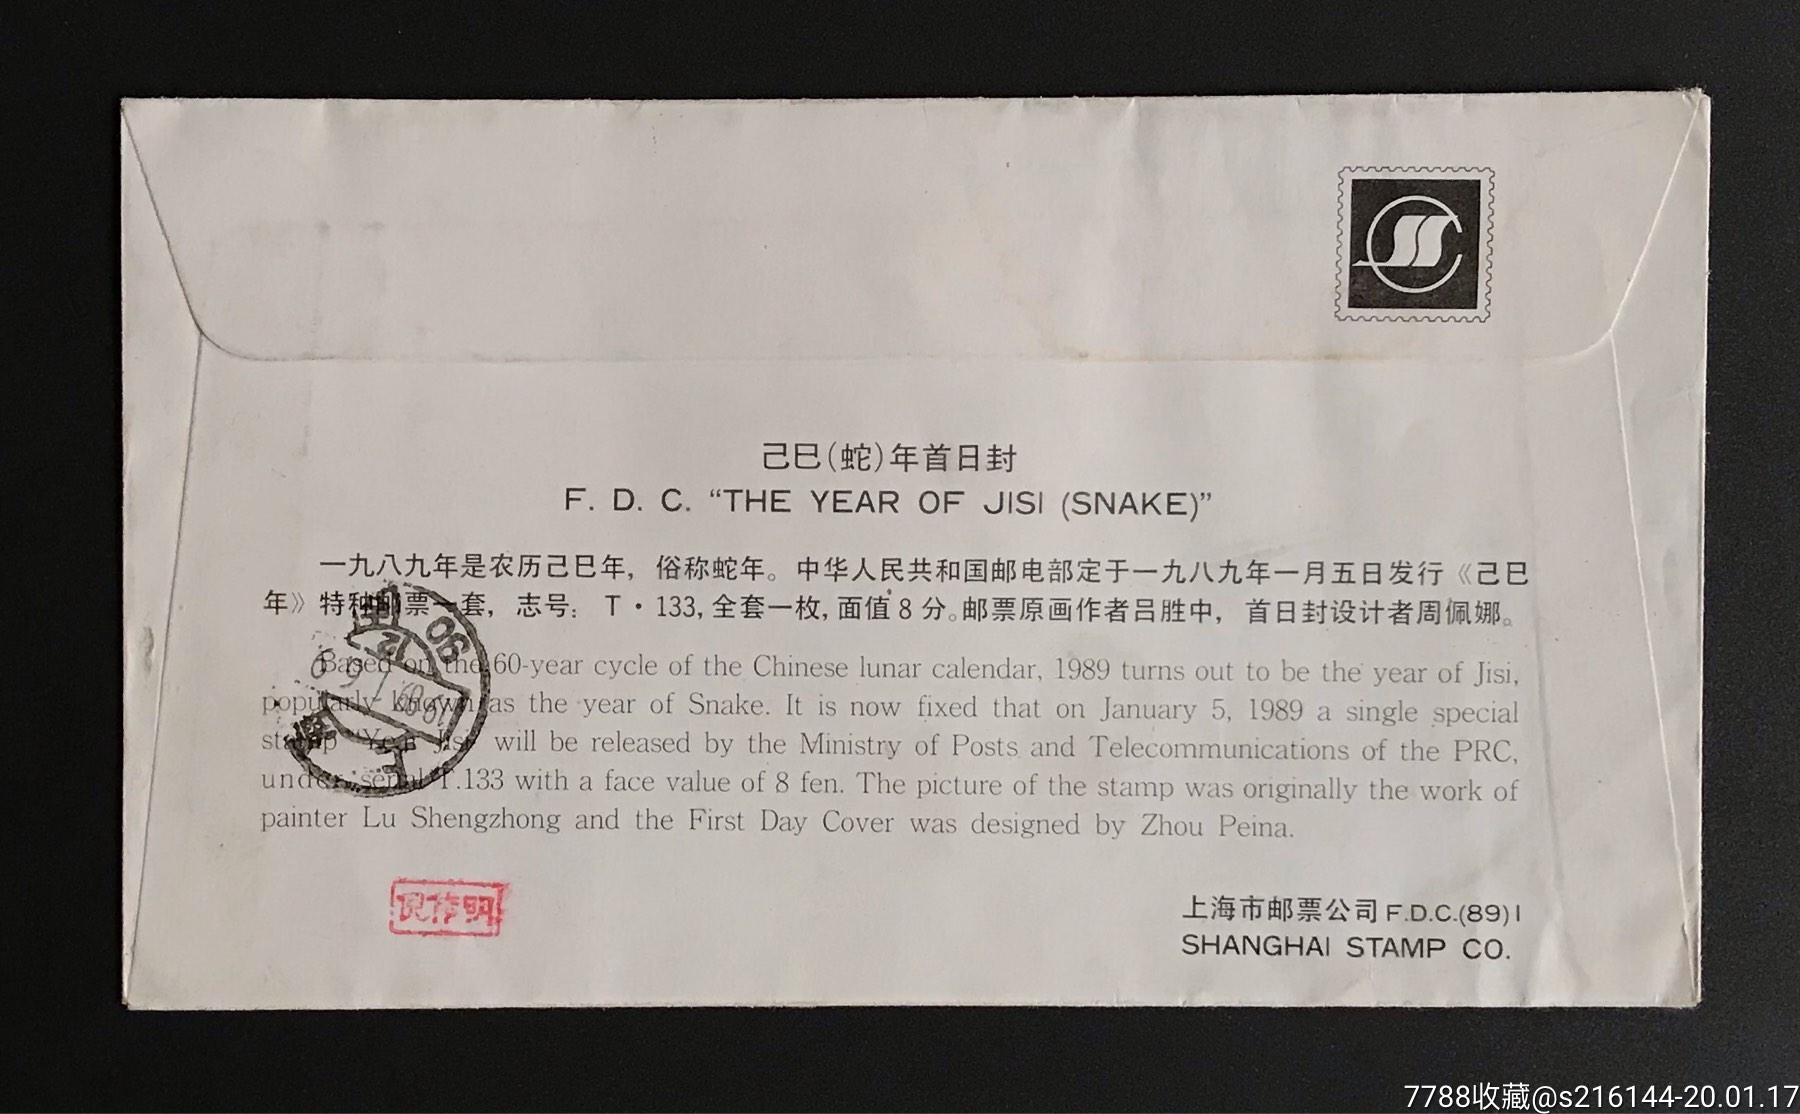 己巳(蛇)年首日封
F. D. C. “THE YEAR OF JISI (SNAKE)”
一九八九年是农历己巳年，俗称蛇年。中华人民共和国邮电部定于一九八九年一月五日发行《己巳
年》特种邮票一套，志号：T·133,全套一枚,面值8分。邮票原画作者吕胜中，首日封设计者周佩娜。
Based on the 60-year cycle of the Chinese lunar calendar, 1989 turns out to be the year of Jisi,
popularly known as the year of Snake. It is now fixed that on January 5, 1989 a single special
stamp "Year Jisi" will be released by the Ministry of Posts and Telecommunications of the PRC,
under serial T.133 with a face value of 8 fen. The picture of the stamp was originally the work of
painter Lu Shengzhong and the First Day Cover was designed by Zhou Peina.
上海市邮票公司 F.D.C.(89)1
SHANGHAI STAMP CO.
7788收藏@s216144-20.01.17